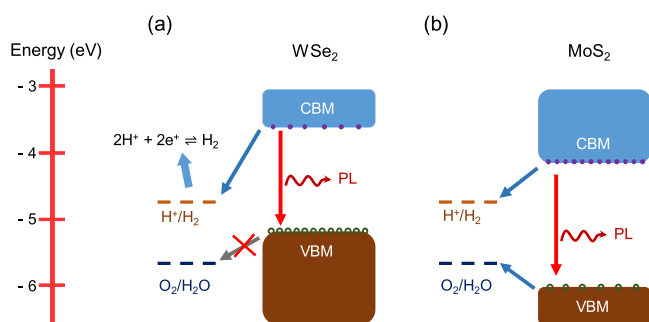 (a)
(b)
Energy (eV)
WSe₂
MoS₂
- 3
CBM
2H⁺ + 2e⁺ ⇌ H₂
CBM
- 4
PL
H⁺/H₂
H⁺/H₂
- 5
PL
VBM
O₂/H₂O
O₂/H₂O
- 6
VBM